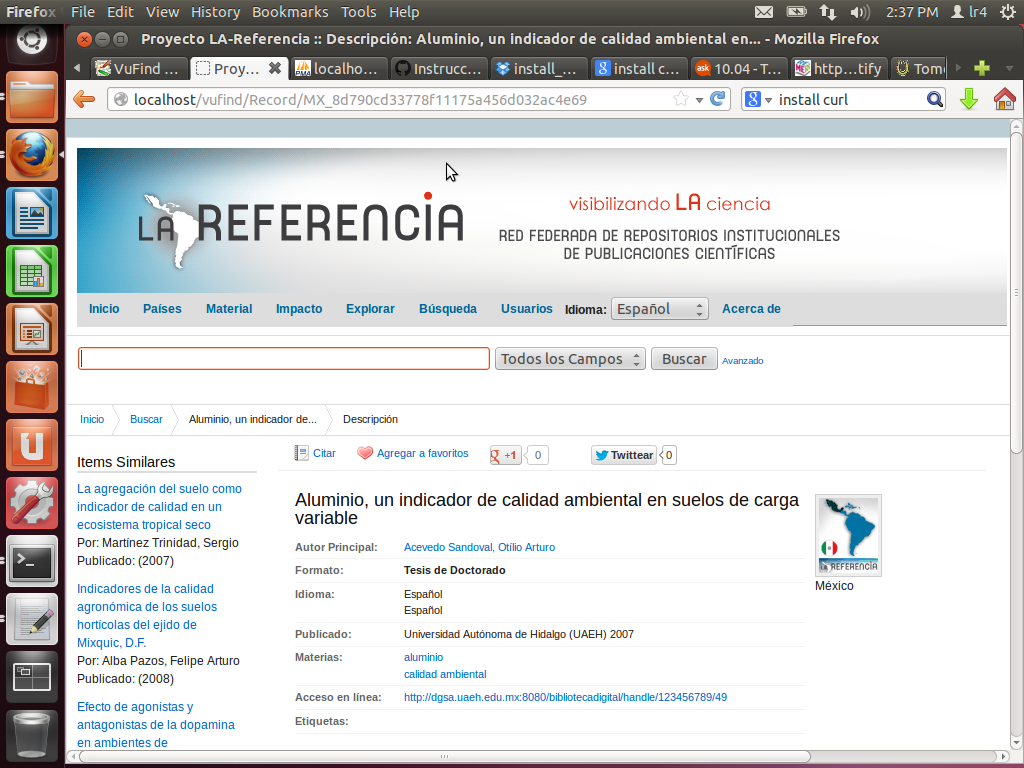 Firefox File Edit View History Bookmarks Tools Help 2:37 PM lr4
Proyecto LA-Referencia :: Descripción: Aluminio, un indicador de calidad ambiental en... - Mozilla Firefox
VuFind ... Proy... localho... Instrucc... install_... install c... 10.04 - T... http...tify Tom
localhost/vufind/Record/MX_8d790cd33778f11175a456d032ac4e69 install curl
LA REFERENCIA
visibilizando LA ciencia
RED FEDERADA DE REPOSITORIOS INSTITUCIONALES
DE PUBLICACIONES CIENTÍFICAS
Inicio Países Material Impacto Explorar Búsqueda Usuarios Idioma: Español Acerca de
Todos los Campos Buscar Avanzado
Inicio Buscar Aluminio, un indicador de... Descripción
Citar Agregar a favoritos +1 0 Twittear 0
Items Similares
La agregación del suelo como
indicador de calidad en un
ecosistema tropical seco
Por: Martínez Trinidad, Sergio
Publicado: (2007)
Indicadores de la calidad
agronómica de los suelos
hortícolas del ejido de
Mixquic, D.F.
Por: Alba Pazos, Felipe Arturo
Publicado: (2008)
Efecto de agonistas y
antagonistas de la dopamina
en ambientes de
Aluminio, un indicador de calidad ambiental en suelos de carga
variable
Autor Principal: Acevedo Sandoval, Otílio Arturo
Formato: Tesis de Doctorado
Idioma: Español
Español
Publicado: Universidad Autónoma de Hidalgo (UAEH) 2007
Materias: aluminio
calidad ambiental
Acceso en línea: http://dgsa.uaeh.edu.mx:8080/bibliotecadigital/handle/123456789/49
Etiquetas:
LA REFERENCIA
México